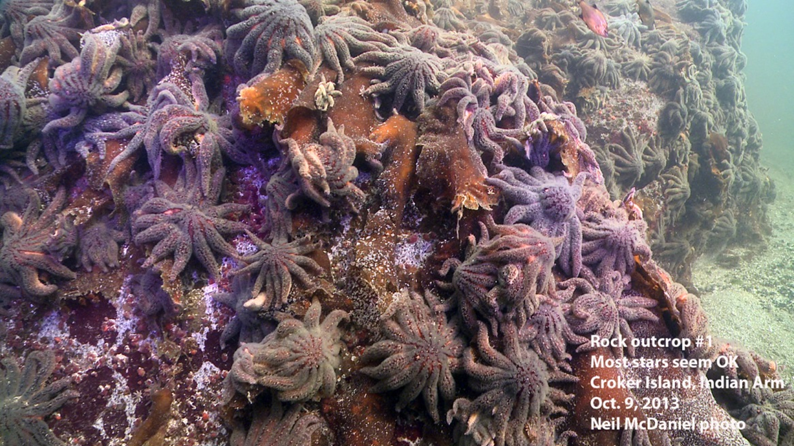 Rock outcrop #1
Most stars seem OK
Croker Island, Indian Arm
Oct. 9, 2013
Neil McDaniel photo